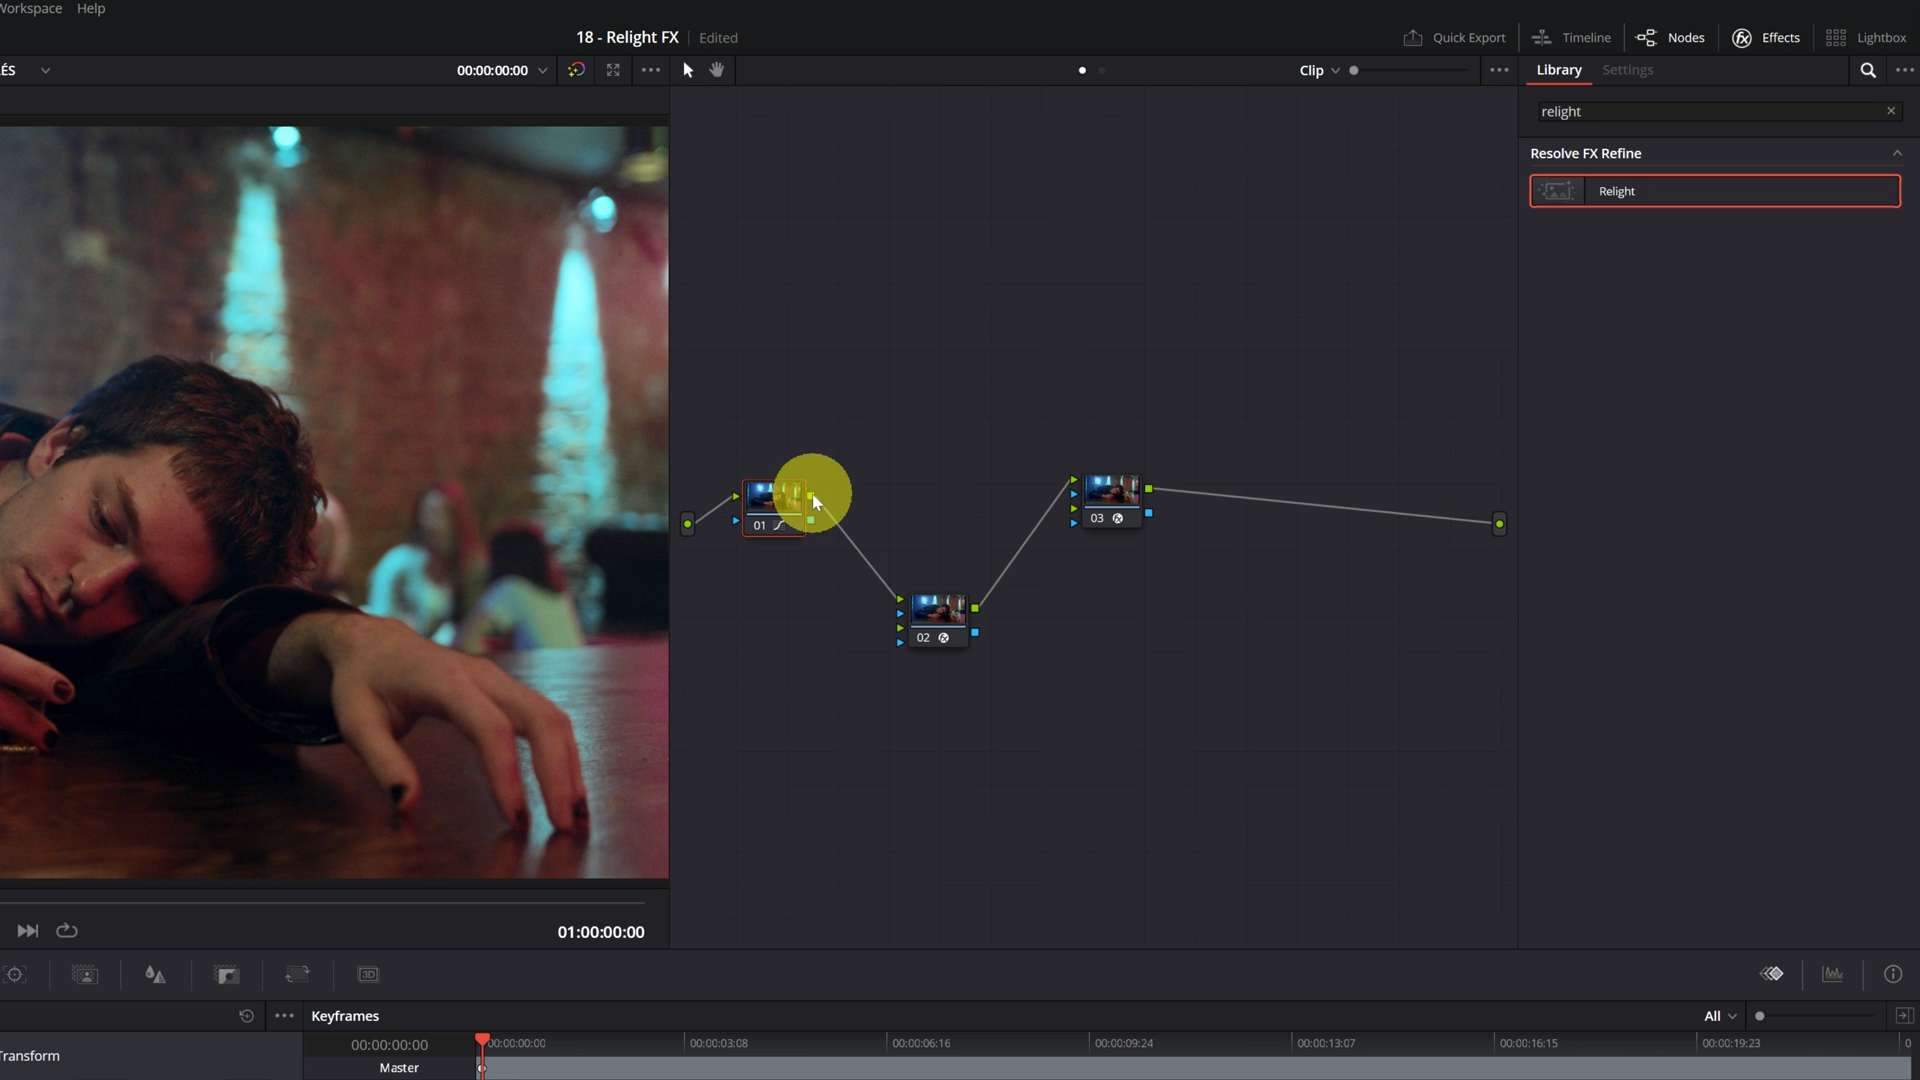 Workspace Help
18 - Relight FX Edited
Quick Export Timeline Nodes Effects Lightbox
ÉS 00:00:00:00 Clip Library Settings
relight
Resolve FX Refine
Relight
01
03
02
01:00:00:00
3D
Keyframes All
Transform 00:00:00:00 00:00:00:00 00:00:03:08 00:00:06:16 00:00:09:24 00:00:13:07 00:00:16:15 00:00:19:23 0
Master